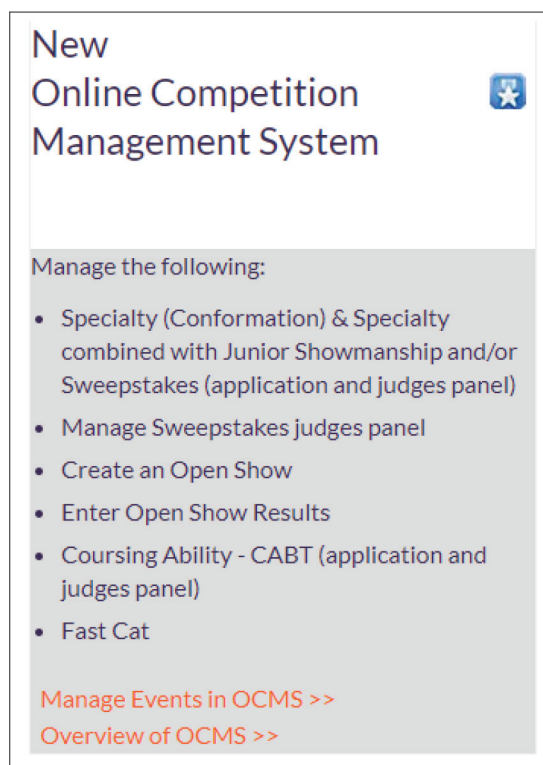 New
Online Competition
Management System
Manage the following:
• Specialty (Conformation) & Specialty
combined with Junior Showmanship and/or
Sweepstakes (application and judges panel)
• Manage Sweepstakes judges panel
• Create an Open Show
• Enter Open Show Results
• Coursing Ability - CABT (application and
judges panel)
• Fast Cat
Manage Events in OCMS >>
Overview of OCMS >>